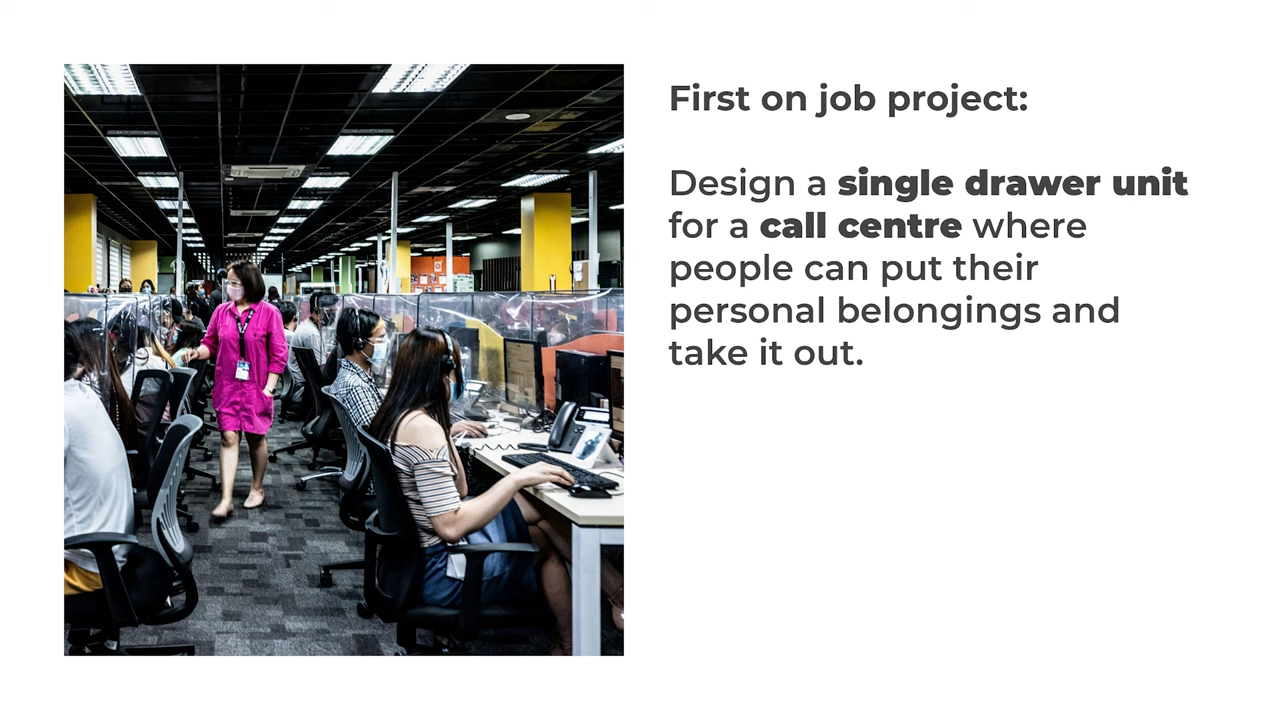 First on job project:
Design a single drawer unit
for a call centre where
people can put their
personal belongings and
take it out.